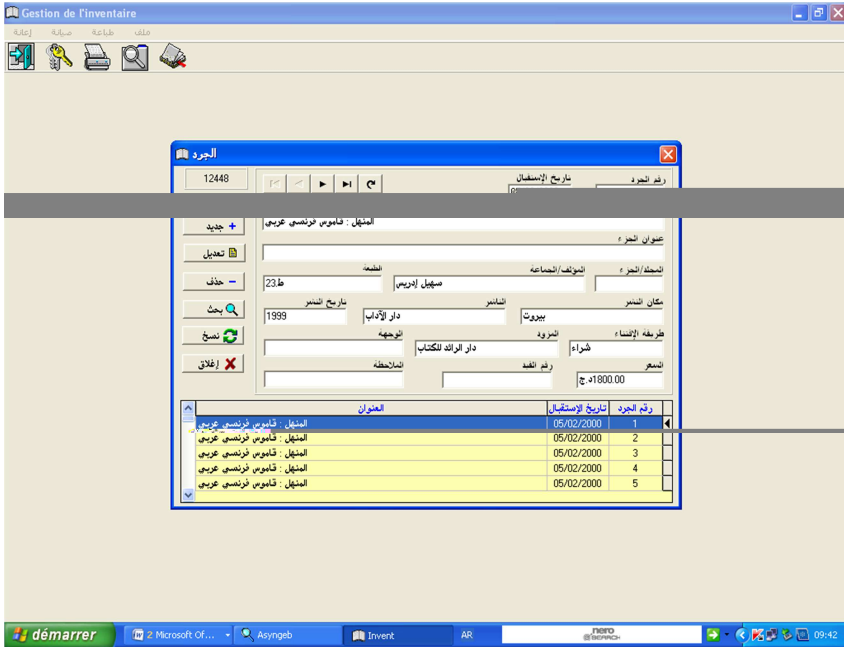 Gestion de l'inventaire
ملف طباعة صيانة إعانة
الجرد
12448
رقم الجرد تاريخ الإستقبال
جديد
المنهل : قاموس فرنسي عربي
عنوان الجزء
تعديل
المجلد/الجزء المؤلف/الجماعة الطبعة
سهيل إدريس ط.23
حذف
مكان النشر الناشر تاريخ النشر
بيروت دار الآداب 1999
بحث
طريقة الإقتناء المزود الوجهة
شراء دار الرائد للكتاب
نسخ
السعر رقم القيد الملاحظة
1800.00د.ج
إغلاق
رقم الجرد تاريخ الإستقبال العنوان
1 05/02/2000 المنهل : قاموس فرنسي عربي
2 05/02/2000 المنهل : قاموس فرنسي عربي
3 05/02/2000 المنهل : قاموس فرنسي عربي
4 05/02/2000 المنهل : قاموس فرنسي عربي
5 05/02/2000 المنهل : قاموس فرنسي عربي
démarrer 2 Microsoft Of... Asyngeb Invent AR nero SEARCH 09:42